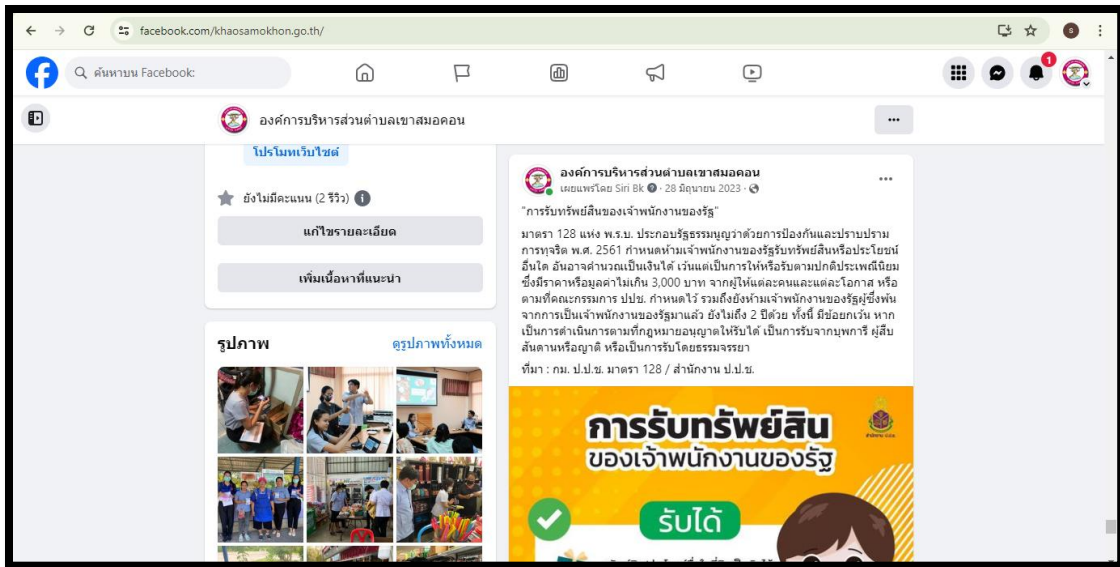 facebook.com/khaosamokhon.go.th/
S
ค้นหาบน Facebook:
1
องค์การบริหารส่วนตำบลเขาสมอคอน
โปรโมทเว็บไซต์
ยังไม่มีคะแนน (2 รีวิว)
แก้ไขรายละเอียด
เพิ่มเนื้อหาที่แนะนำ
รูปภาพ
ดูรูปภาพทั้งหมด
องค์การบริหารส่วนตำบลเขาสมอคอน
เผยแพร่โดย Siri Bk · 28 มิถุนายน 2023 ·
"การรับทรัพย์สินของเจ้าพนักงานของรัฐ"
มาตรา 128 แห่ง พ.ร.บ. ประกอบรัฐธรรมนูญว่าด้วยการป้องกันและปราบปราม
การทุจริต พ.ศ. 2561 กำหนดห้ามเจ้าพนักงานของรัฐรับทรัพย์สินหรือประโยชน์
อื่นใด อันอาจคำนวณเป็นเงินได้ เว้นแต่เป็นการให้หรือรับตามปกติประเพณีนิยม
ซึ่งมีราคาหรือมูลค่าไม่เกิน 3,000 บาท จากผู้ให้แต่ละคนและแต่ละโอกาส หรือ
ตามที่คณะกรรมการ ปปช. กำหนดไว้ รวมถึงยังห้ามเจ้าพนักงานของรัฐผู้ซึ่งพ้น
จากการเป็นเจ้าพนักงานของรัฐมาแล้ว ยังไม่ถึง 2 ปีด้วย ทั้งนี้ มีข้อยกเว้น หาก
เป็นการดำเนินการตามที่กฎหมายอนุญาตให้รับได้ เป็นการรับจากบุพการี ผู้สืบ
สันดานหรือญาติ หรือเป็นการรับโดยธรรมจรรยา
ที่มา : กม. ป.ป.ช. มาตรา 128 / สำนักงาน ป.ป.ช.
การรับทรัพย์สิน
ของเจ้าพนักงานของรัฐ
สำนักงาน ป.ป.ช.
รับได้